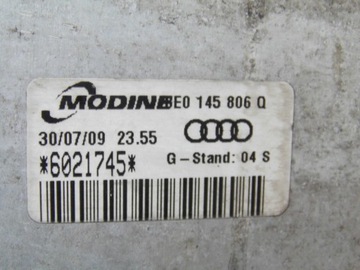 MODINE 8E0 145 806 Q
30/07/09 23.55
*6021745*
G-Stand: 04 S